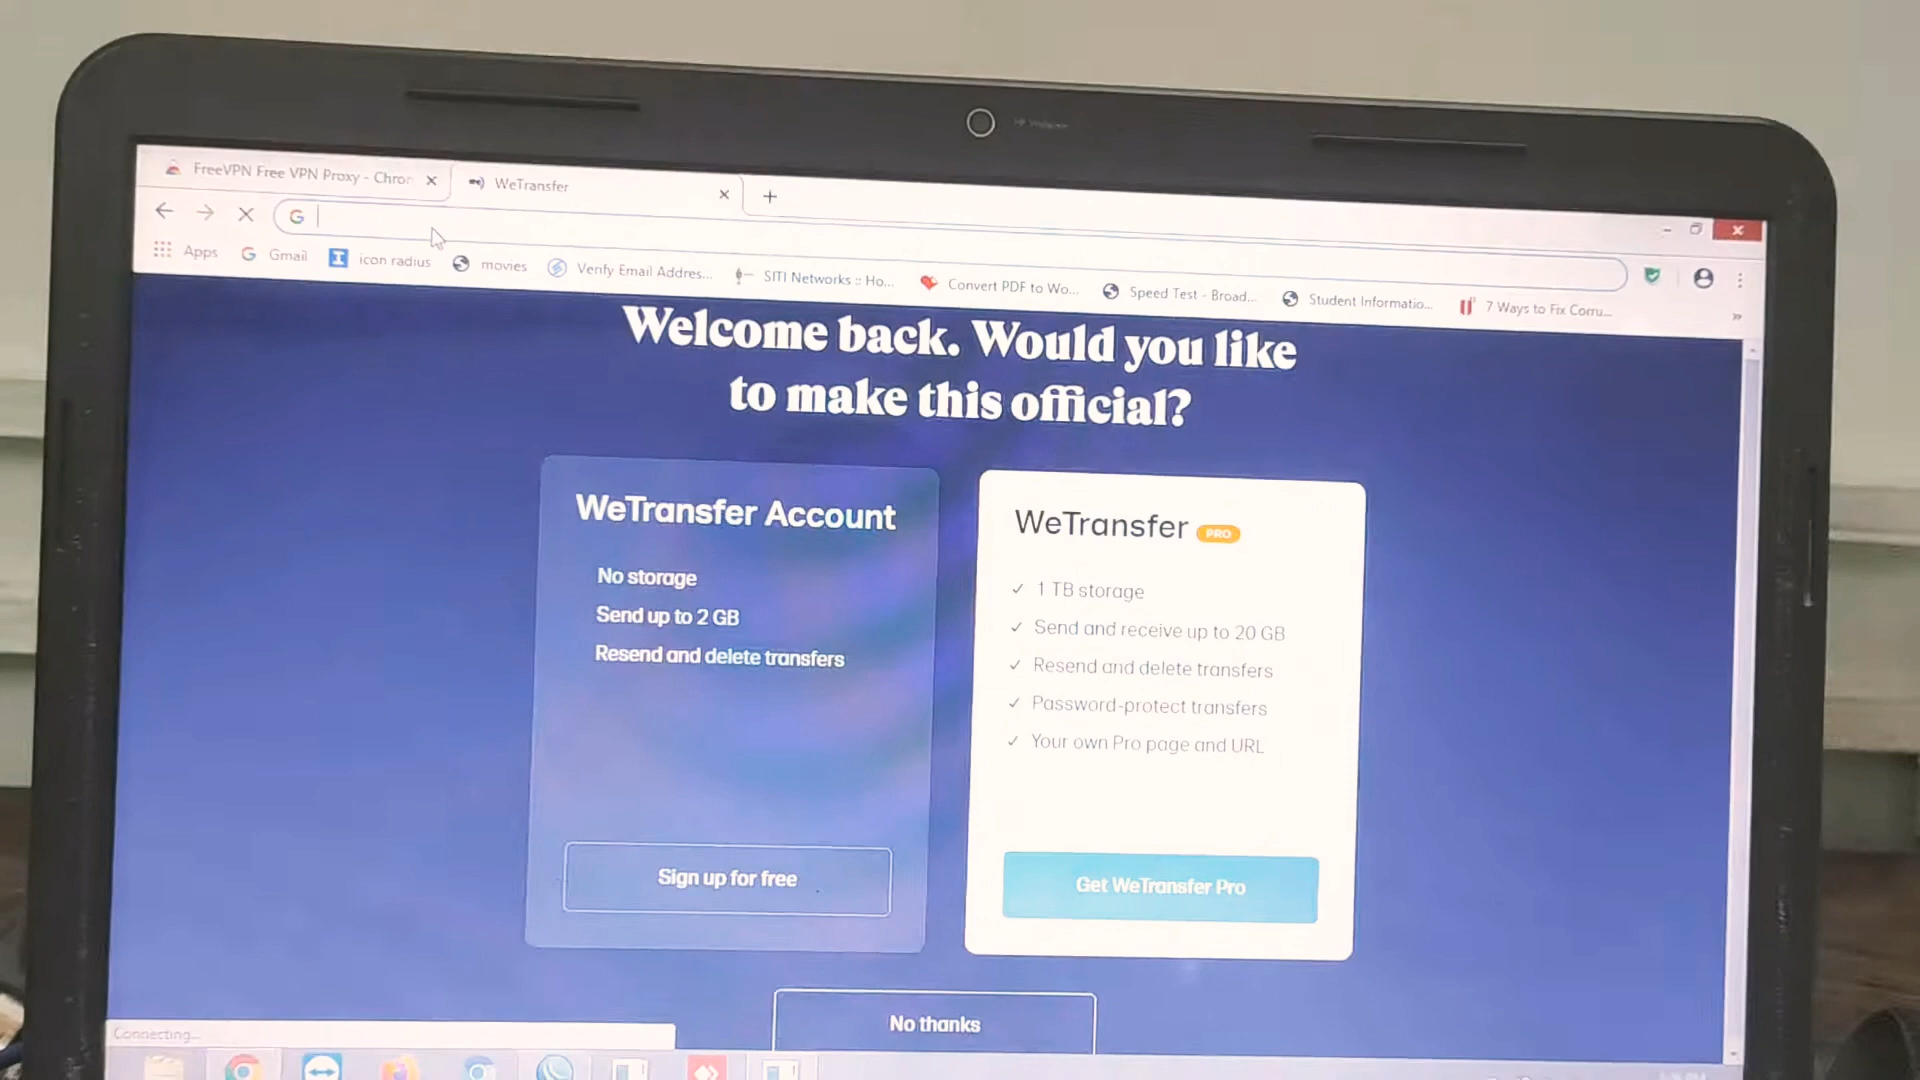 FreeVPN Free VPN Proxy - Chror
WeTransfer
Apps
Gmail
icon radius
movies
Verify Email Addres...
SITI Networks :: Ho...
Convert PDF to Wo...
Speed Test - Broad...
Student Informatio...
7 Ways to Fix Corru...
Welcome back. Would you like
to make this official?
WeTransfer Account
No storage
Send up to 2 GB
Resend and delete transfers
Sign up for free
WeTransfer PRO
1 TB storage
Send and receive up to 20 GB
Resend and delete transfers
Password-protect transfers
Your own Pro page and URL
Get WeTransfer Pro
No thanks
Connecting...